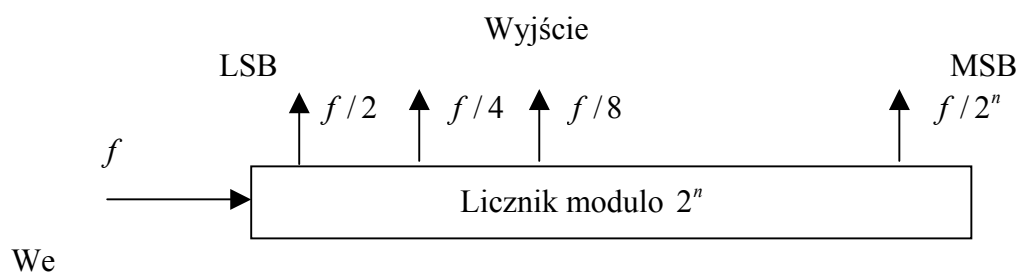 Wyjście
LSB MSB
f / 2 f / 4 f / 8 f / 2ⁿ
f
Licznik modulo 2ⁿ
We